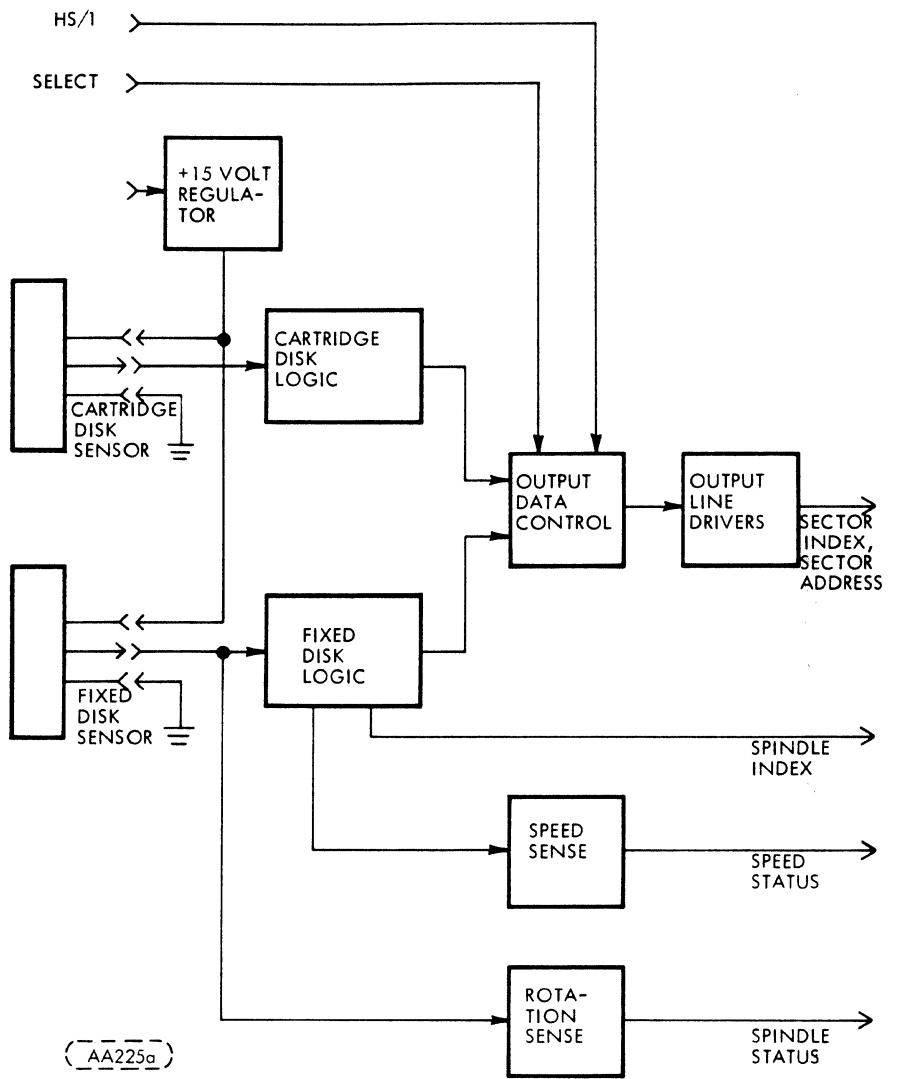 HS/1
SELECT
+15 VOLT
REGULA-
TOR
CARTRIDGE
DISK
LOGIC
CARTRIDGE
DISK
SENSOR
OUTPUT
DATA
CONTROL
OUTPUT
LINE
DRIVERS
SECTOR
INDEX,
SECTOR
ADDRESS
FIXED
DISK
LOGIC
FIXED
DISK
SENSOR
SPINDLE
INDEX
SPEED
SENSE
SPEED
STATUS
ROTA-
TION
SENSE
SPINDLE
STATUS
AA225a